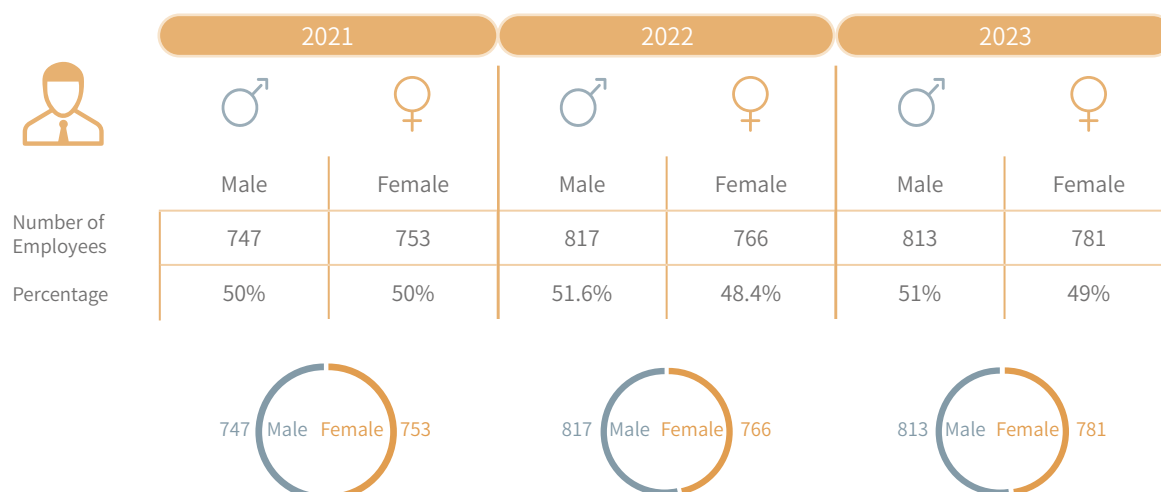 2021 2022 2023
Male Female Male Female Male Female
Number of
Employees
747 753 817 766 813 781
Percentage 50% 50% 51.6% 48.4% 51% 49%
747 Male Female 753 817 Male Female 766 813 Male Female 781